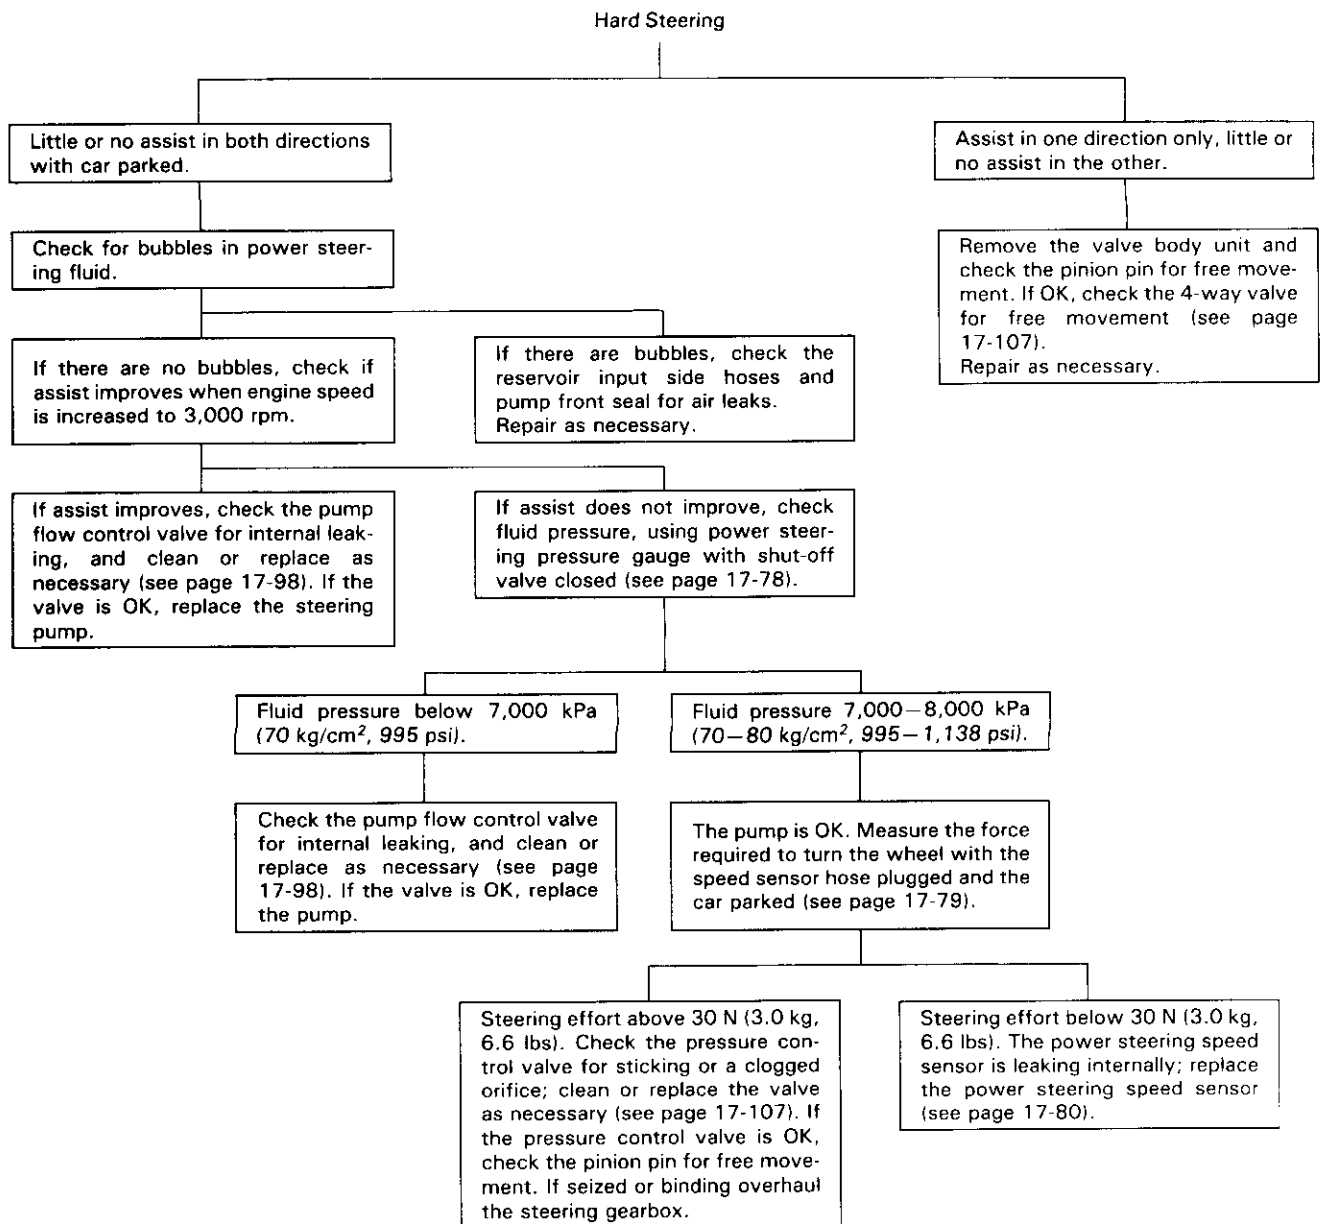 Hard Steering
Little or no assist in both directions
with car parked.
Assist in one direction only, little or
no assist in the other.
Check for bubbles in power steer-
ing fluid.
Remove the valve body unit and
check the pinion pin for free move-
ment. If OK, check the 4-way valve
for free movement (see page
17-107).
Repair as necessary.
If there are no bubbles, check if
assist improves when engine speed
is increased to 3,000 rpm.
If there are bubbles, check the
reservoir input side hoses and
pump front seal for air leaks.
Repair as necessary.
If assist improves, check the pump
flow control valve for internal leak-
ing, and clean or replace as
necessary (see page 17-98). If the
valve is OK, replace the steering
pump.
If assist does not improve, check
fluid pressure, using power steer-
ing pressure gauge with shut-off
valve closed (see page 17-78).
Fluid pressure below 7,000 kPa
(70 kg/cm², 995 psi).
Fluid pressure 7,000—8,000 kPa
(70—80 kg/cm², 995—1,138 psi).
Check the pump flow control valve
for internal leaking, and clean or
replace as necessary (see page
17-98). If the valve is OK, replace
the pump.
The pump is OK. Measure the force
required to turn the wheel with the
speed sensor hose plugged and the
car parked (see page 17-79).
Steering effort above 30 N (3.0 kg,
6.6 lbs). Check the pressure con-
trol valve for sticking or a clogged
orifice; clean or replace the valve
as necessary (see page 17-107). If
the pressure control valve is OK,
check the pinion pin for free move-
ment. If seized or binding overhaul
the steering gearbox.
Steering effort below 30 N (3.0 kg,
6.6 lbs). The power steering speed
sensor is leaking internally; replace
the power steering speed sensor
(see page 17-80).